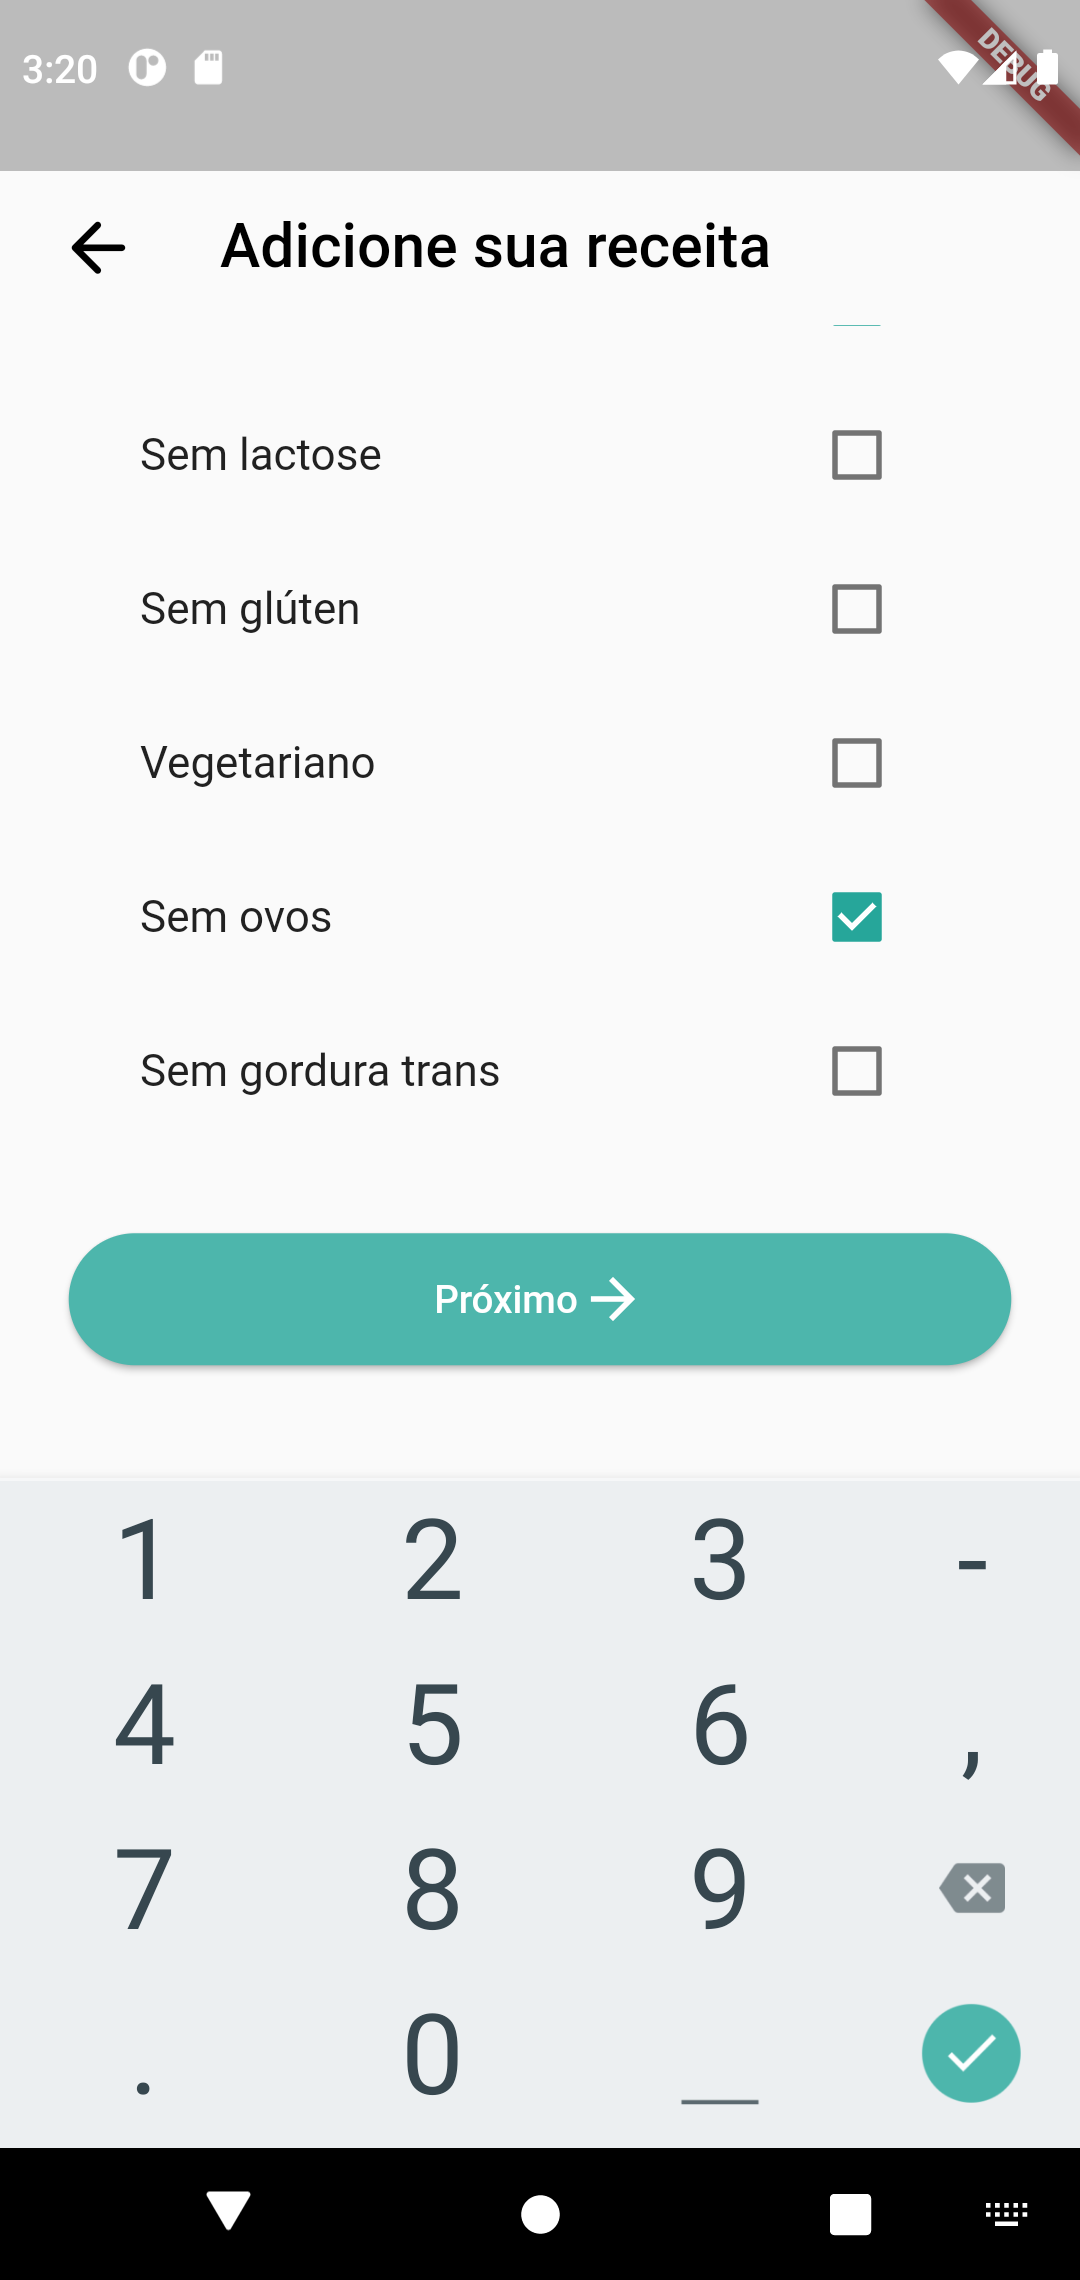 3:20
DEBUG
Adicione sua receita
Sem lactose
Sem glúten
Vegetariano
Sem ovos
Sem gordura trans
Próximo
1 2 3 -
4 5 6 ,
7 8 9
. 0 _